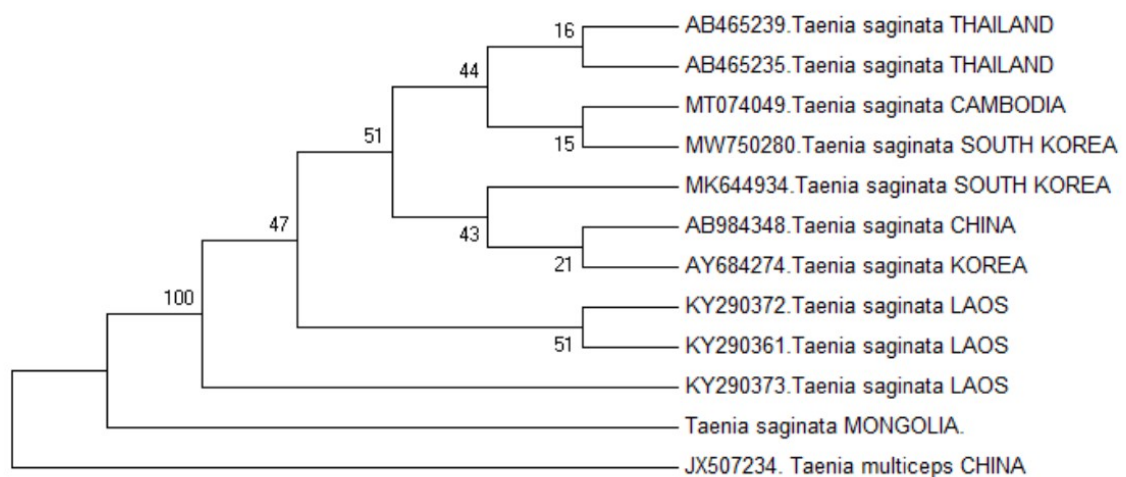 16
AB465239.Taenia saginata THAILAND
AB465235.Taenia saginata THAILAND
44
MT074049.Taenia saginata CAMBODIA
15
MW750280.Taenia saginata SOUTH KOREA
51
MK644934.Taenia saginata SOUTH KOREA
43
AB984348.Taenia saginata CHINA
47
21
AY684274.Taenia saginata KOREA
100
KY290372.Taenia saginata LAOS
51
KY290361.Taenia saginata LAOS
KY290373.Taenia saginata LAOS
Taenia saginata MONGOLIA.
JX507234. Taenia multiceps CHINA